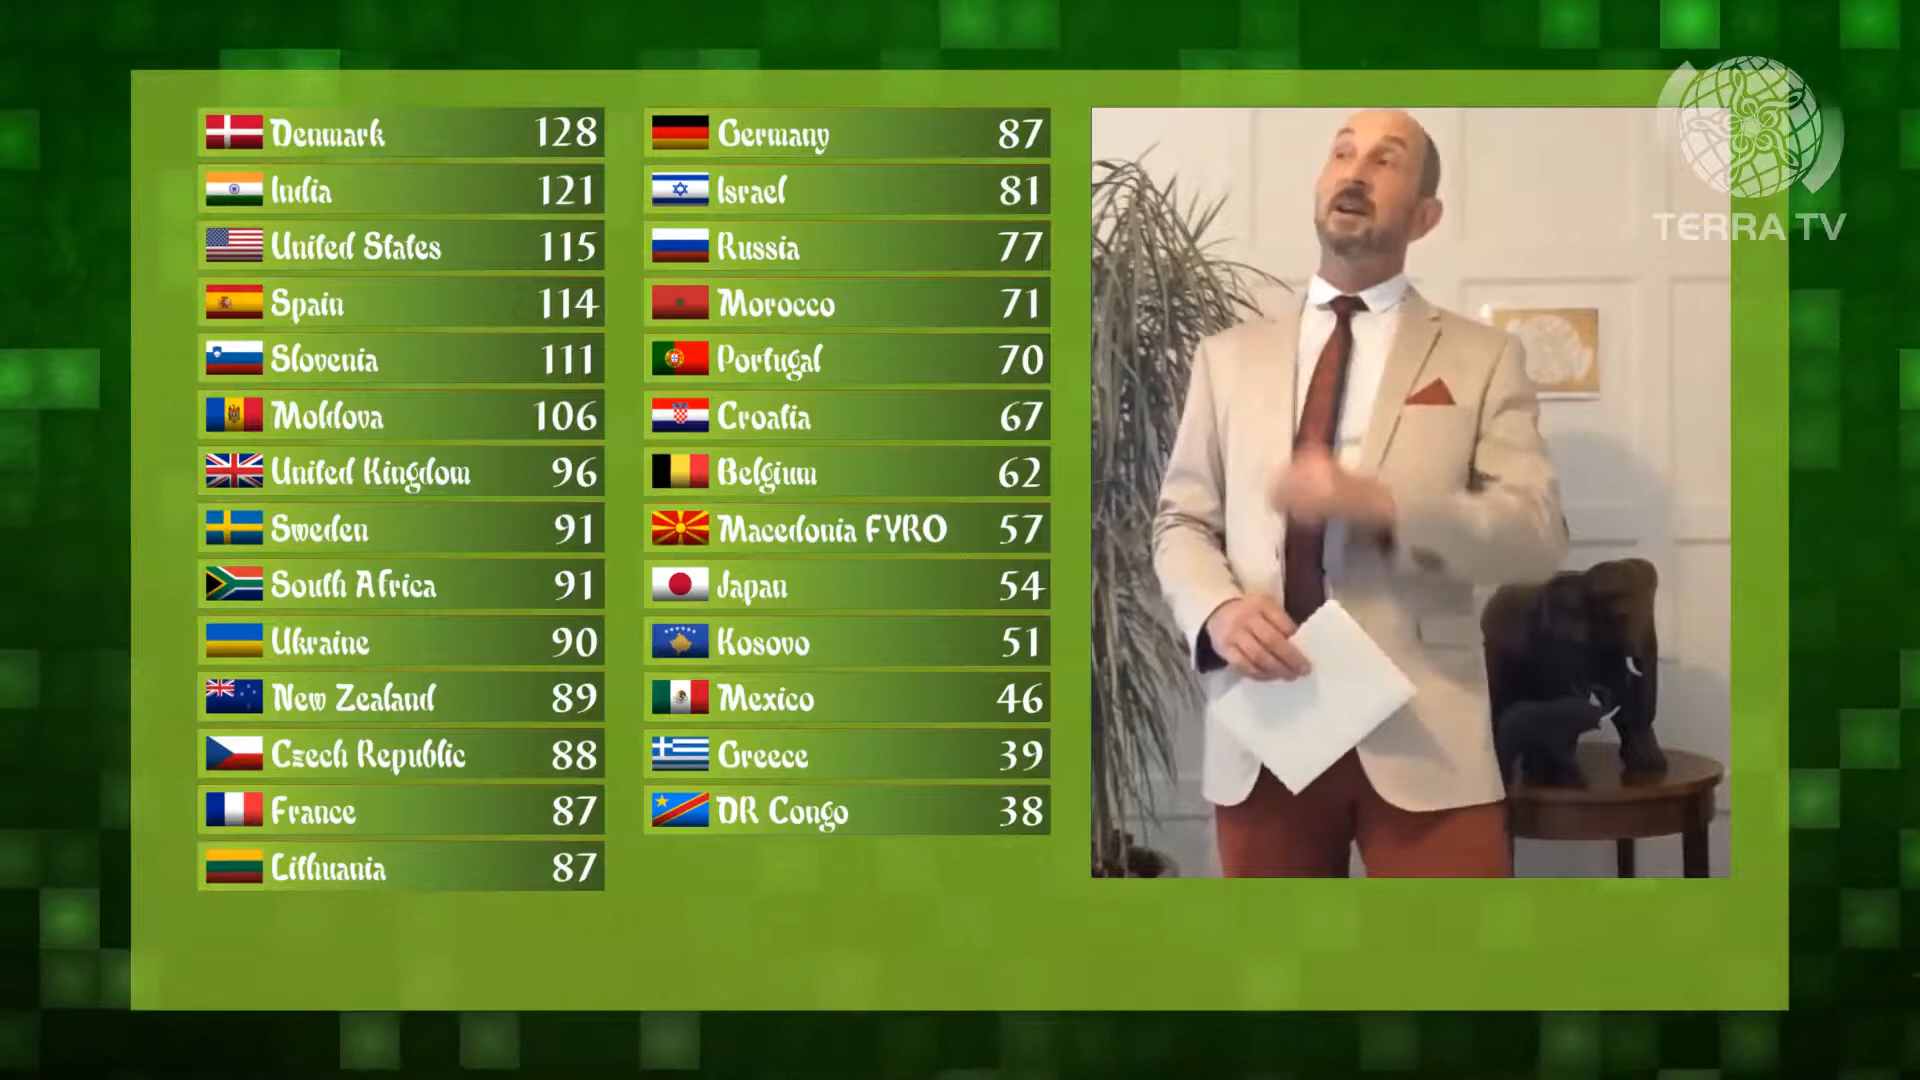 Denmark 128
India 121
United States 115
Spain 114
Slovenia 111
Moldova 106
United Kingdom 96
Sweden 91
South Africa 91
Ukraine 90
New Zealand 89
Czech Republic 88
France 87
Lithuania 87
Germany 87
Israel 81
Russia 77
Morocco 71
Portugal 70
Croatia 67
Belgium 62
Macedonia FYRO 57
Japan 54
Kosovo 51
Mexico 46
Greece 39
DR Congo 38
TERRA TV